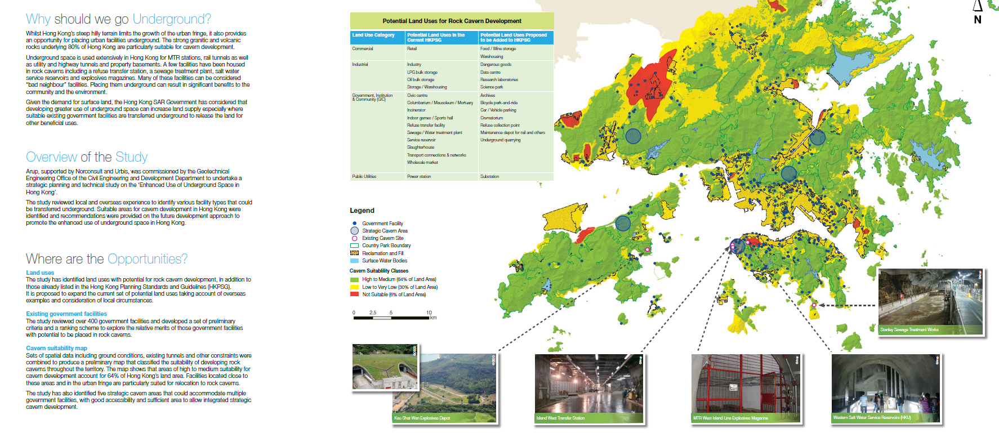 Why should we go Underground?
Whilst Hong Kong's steep hilly terrain limits the growth of the urban fringe, it also provides
an opportunity for placing urban facilities underground. The strong granitic and volcanic
rocks underlying 80% of Hong Kong are particularly suitable for cavern development.
Underground space is used extensively in Hong Kong for MTR stations, rail tunnels as well
as utility and highway tunnels and property basements. A few facilities have been housed
in rock caverns including a refuse transfer station, a sewage treatment plant, salt water
service reservoirs and explosives magazines. Many of these facilities can be considered
"bad neighbour" facilities. Placing them underground can result in significant benefits to the
community and the environment.
Given the demand for surface land, the Hong Kong SAR Government has considered that
developing greater use of underground space can increase land supply especially where
suitable existing government facilities are transferred underground to release the land for
other beneficial uses.
Overview of the Study
Arup, supported by Norconsult and Urbis, was commissioned by the Geotechnical
Engineering Office of the Civil Engineering and Development Department to undertake a
strategic planning and technical study on the 'Enhanced Use of Underground Space in
Hong Kong'.
The study reviewed local and overseas experience to identify various facility types that could
be transferred underground. Suitable areas for cavern development in Hong Kong were
identified and recommendations were provided on the future development approach to
promote the enhanced use of underground space in Hong Kong.
Where are the Opportunities?
Land uses
The study has identified land uses with potential for rock cavern development, in addition to
those already listed in the Hong Kong Planning Standards and Guidelines (HKPSG).
It is proposed to expand the current set of potential land uses taking account of overseas
examples and consideration of local circumstances.
Existing government facilities
The study reviewed over 400 government facilities and developed a set of preliminary
criteria and a ranking scheme to explore the relative merits of those government facilities
with potential to be placed in rock caverns.
Cavern suitability map
Sets of spatial data including ground conditions, existing tunnels and other constraints were
combined to produce a preliminary map that classified the suitability of developing rock
caverns throughout the territory. The map shows that areas of high to medium suitability for
cavern development account for 64% of Hong Kong's land area. Facilities located close to
these areas and in the urban fringe are particularly suited for relocation to rock caverns.
The study has also identified five strategic cavern areas that could accommodate multiple
government facilities, with good accessibility and sufficient area to allow integrated strategic
cavern development.
Potential Land Uses for Rock Cavern Development
Land Use Category
Potential Land Uses in the
Current HKPSG
Potential Land Uses Proposed
to be Added to HKPSG
Commercial
Retail
Food / Wine storage
Warehousing
Industrial
Industry
LPG bulk storage
Oil bulk storage
Storage / Warehousing
Dangerous goods
Data centre
Research laboratories
Science park
Government, Institution
& Community (GIC)
Civic centre
Columbarium / Mausoleum / Mortuary
Incinerator
Indoor games / Sports hall
Refuse transfer facility
Sewage / Water treatment plant
Service reservoir
Slaughterhouse
Transport connections & networks
Wholesale market
Archives
Bicycle park-and-ride
Car / Vehicle parking
Crematorium
Refuse collection point
Maintenance depot for rail and others
Underground quarrying
Public Utilities
Power station
Substation
N
Legend
Government Facility
Strategic Cavern Area
Existing Cavern Site
Country Park Boundary
Reclamation and Fill
Surface Water Bodies
Cavern Suitablility Classes
High to Medium (64% of Land Area)
Low to Very Low (30% of Land Area)
Not Suitable (6% of Land Area)
0 2.5 5 10
km
©CEDD
©CEDD
Kau Shat Wan Explosives Depot
©Arup
Island West Transfer Station
©Arup
MTR West Island Line Explosives Magazine
©Arup
Western Salt Water Service Reservoirs (HKU)
©Arup
Stanley Sewage Treatment Works